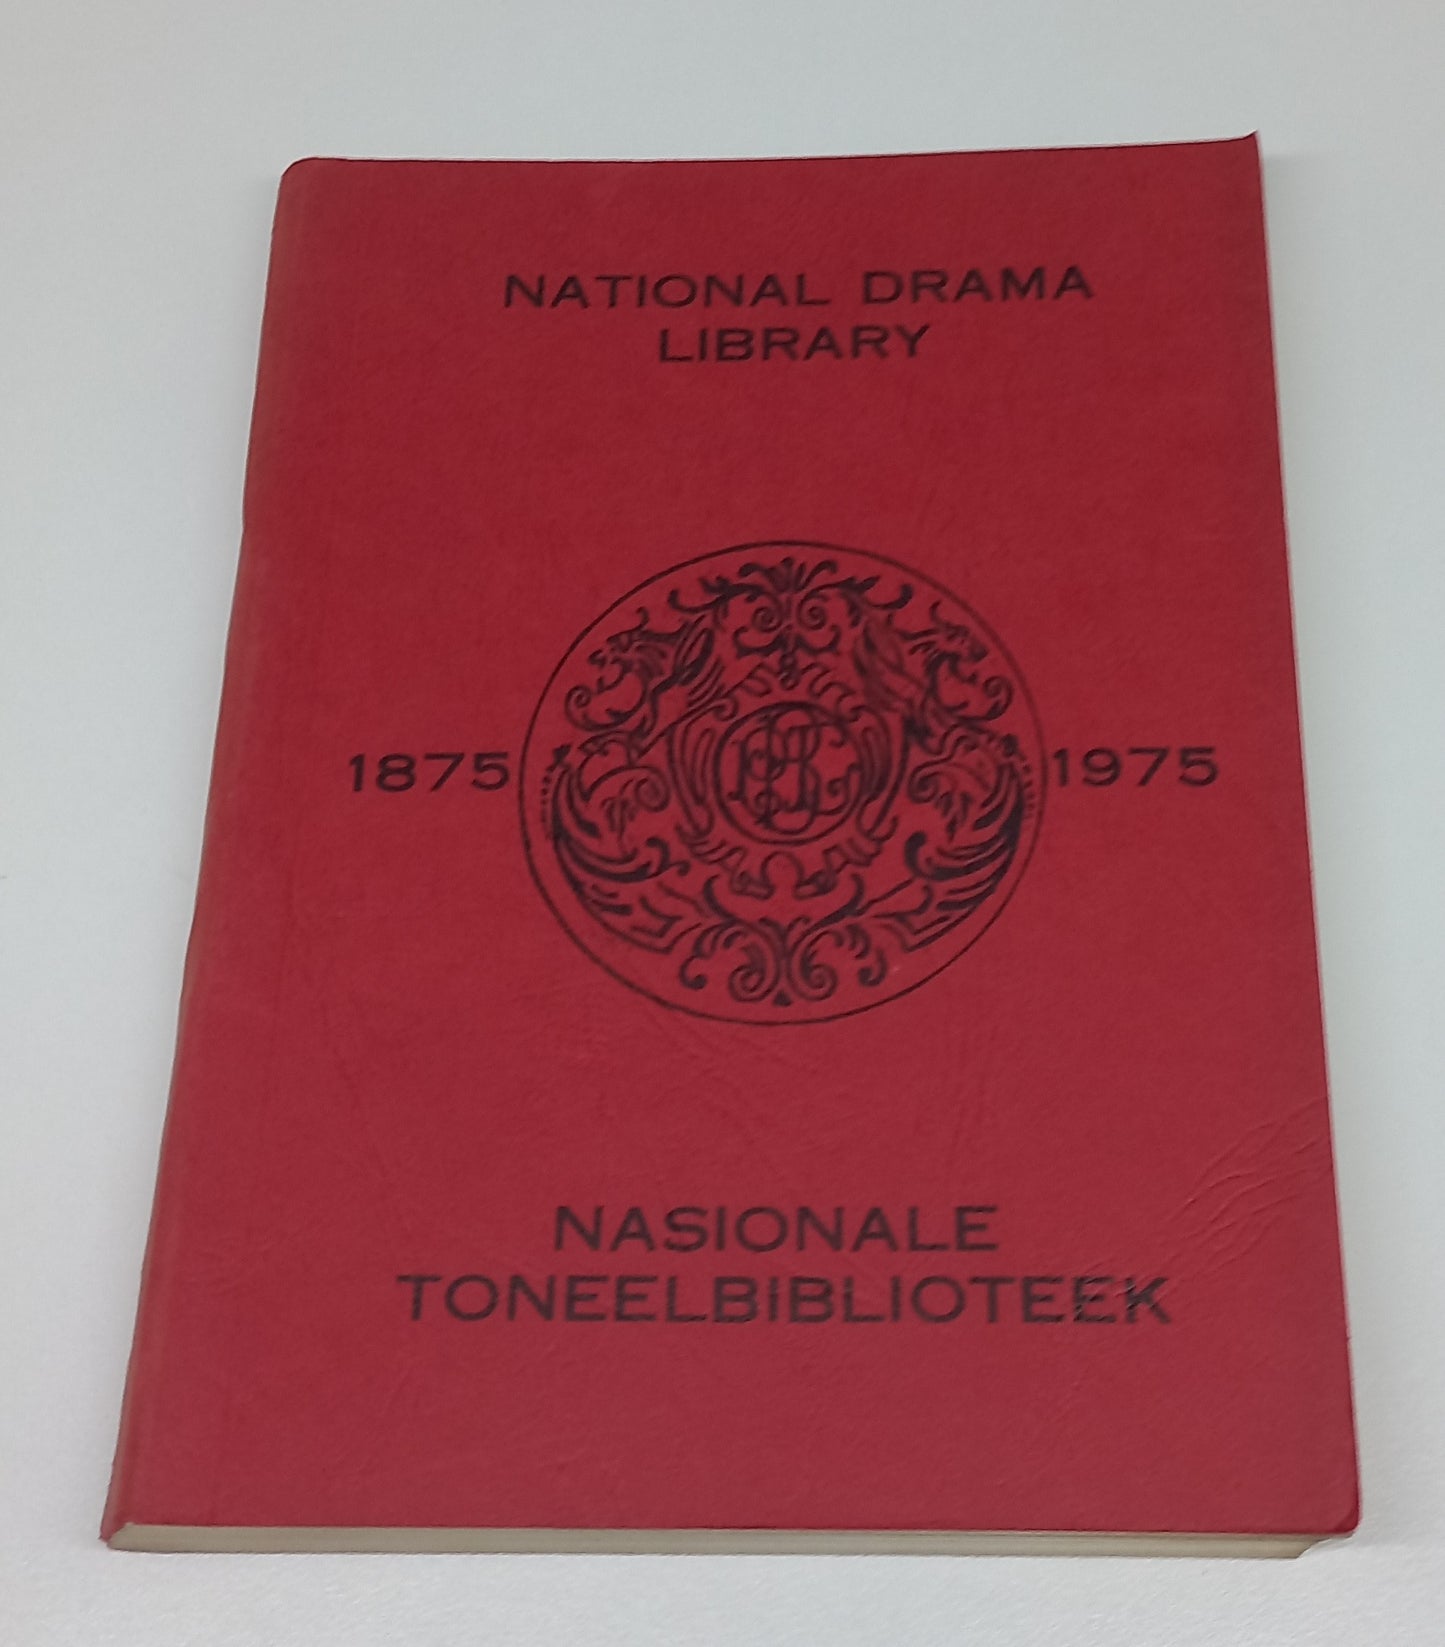 NATIONAL DRAMA
LIBRARY
1875 1975
NASIONALE
TONEELBIBLIOTEEK